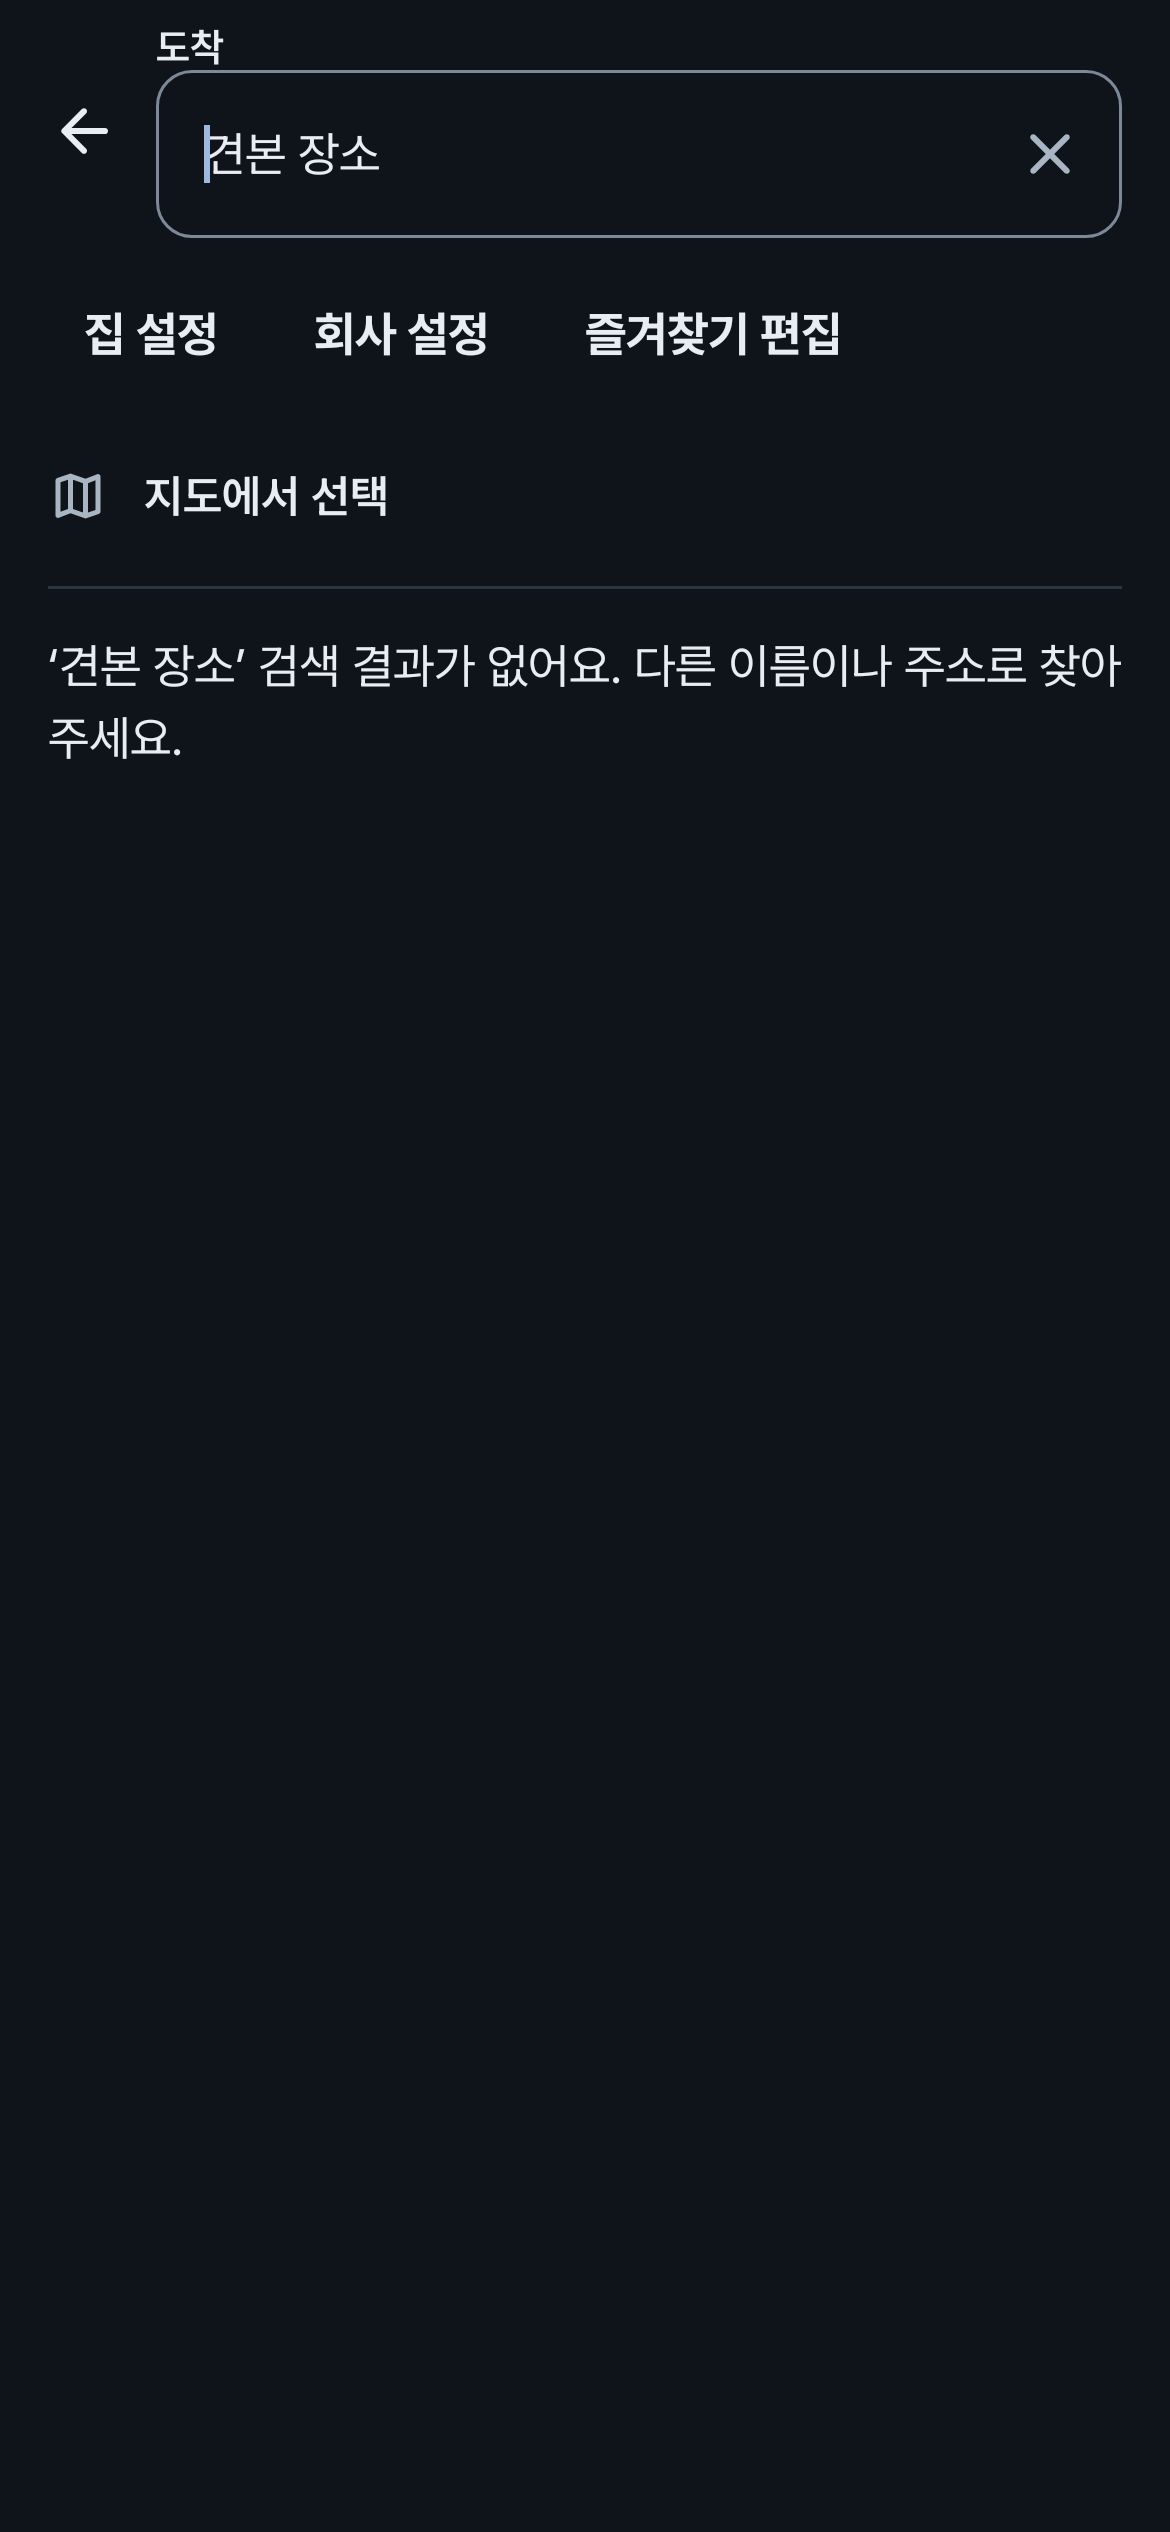 도착
견본 장소
집 설정 회사 설정 즐겨찾기 편집
지도에서 선택
‘견본 장소’ 검색 결과가 없어요. 다른 이름이나 주소로 찾아
주세요.